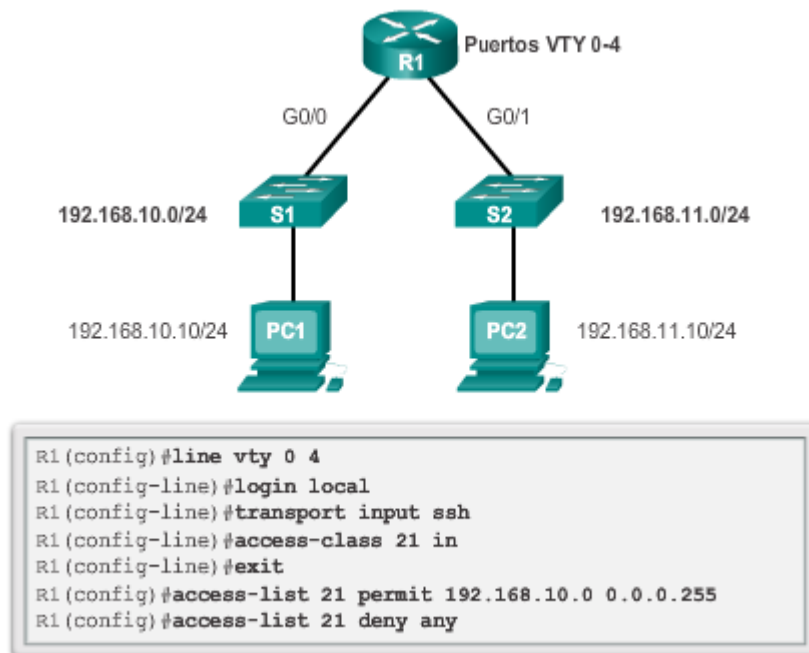 R1
Puertos VTY 0-4
G0/0
G0/1
192.168.10.0/24
S1
S2
192.168.11.0/24
192.168.10.10/24
PC1
PC2
192.168.11.10/24
R1(config)#line vty 0 4
R1(config-line)#login local
R1(config-line)#transport input ssh
R1(config-line)#access-class 21 in
R1(config-line)#exit
R1(config)#access-list 21 permit 192.168.10.0 0.0.0.255
R1(config)#access-list 21 deny any